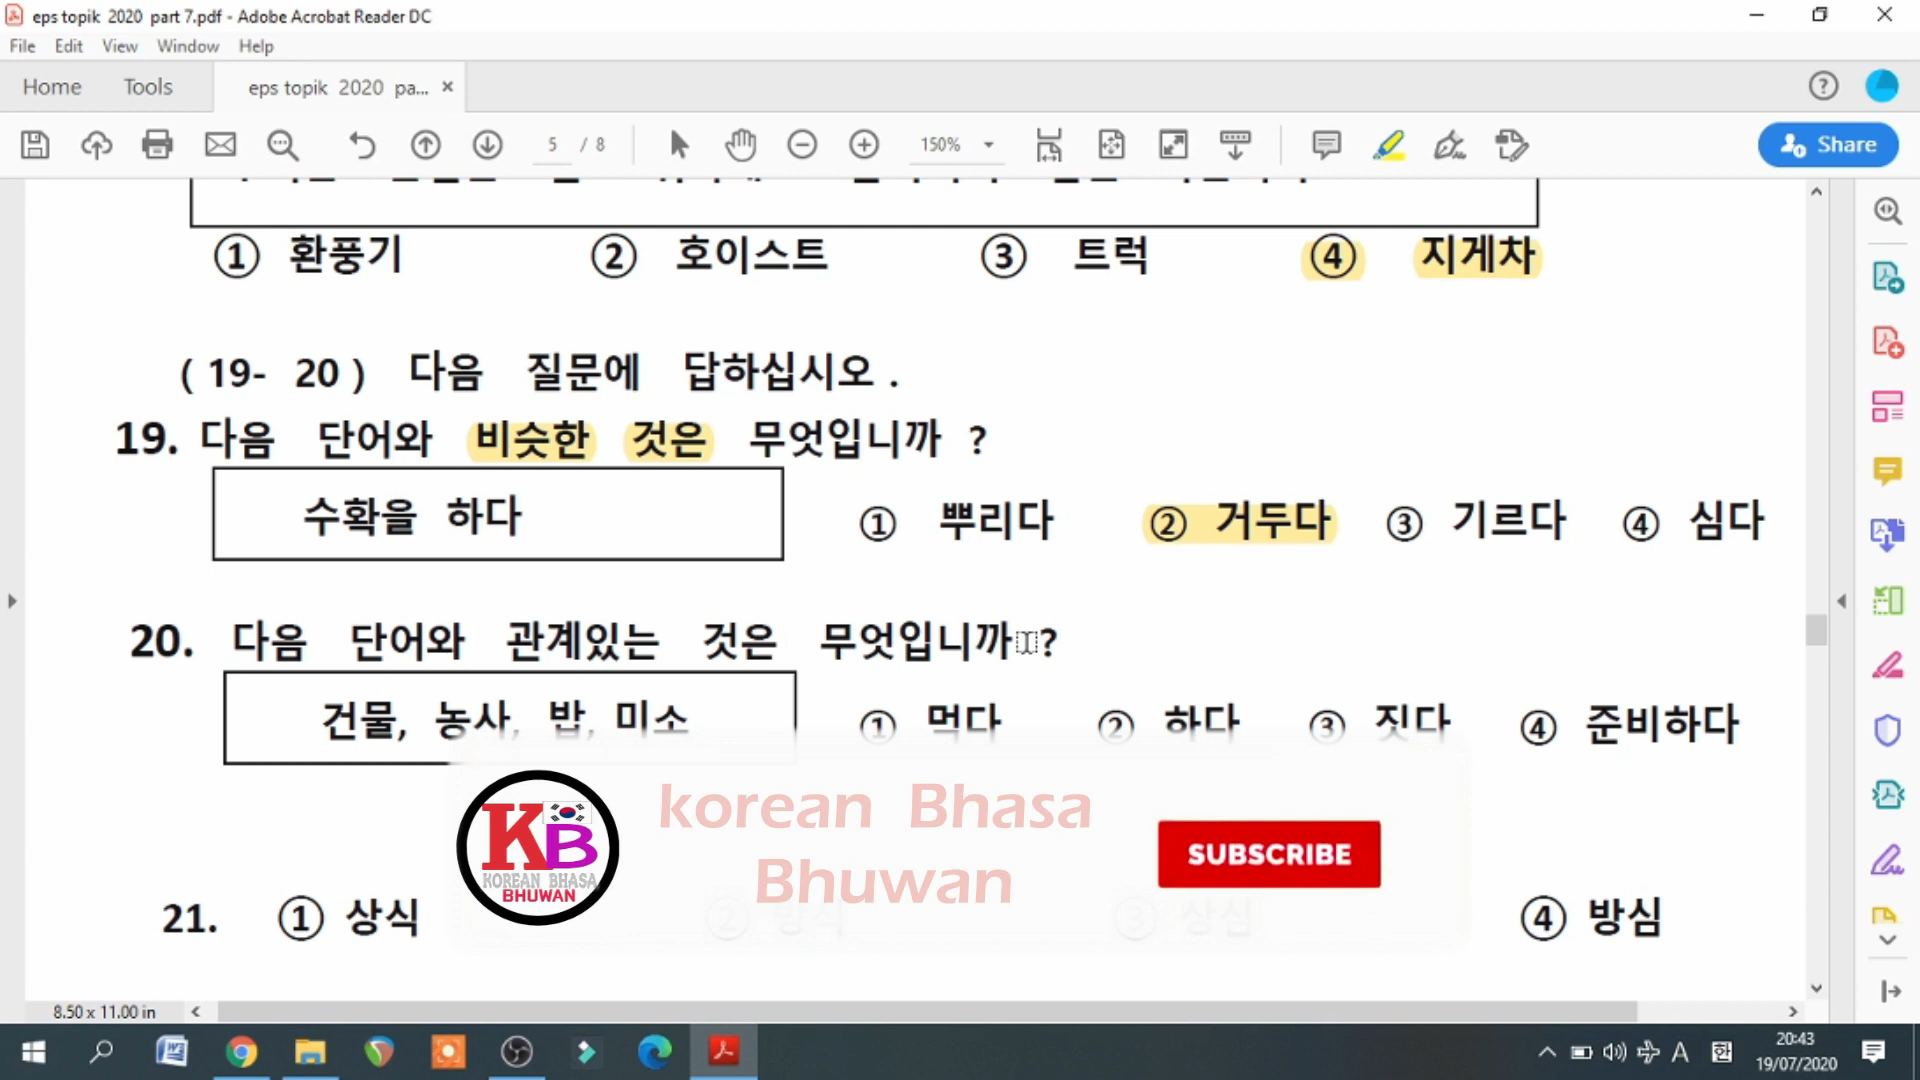 eps topik 2020 part 7.pdf - Adobe Acrobat Reader DC
File Edit View Window Help
Home Tools eps topik 2020 pa... ×
5 / 8 150% Share
① 환풍기 ② 호이스트 ③ 트럭 ④ 지게차
( 19- 20 ) 다음 질문에 답하십시오 .
19. 다음 단어와 비슷한 것은 무엇입니까 ?
수확을 하다 ① 뿌리다 ② 거두다 ③ 기르다 ④ 심다
20. 다음 단어와 관계있는 것은 무엇입니까 ?
건물, 농사, 밥, 미소 ① 먹다 ② 하다 ③ 짓다 ④ 준비하다
korean Bhasa
Bhuwan
KB
KOREAN BHASA
BHUWAN
SUBSCRIBE
21. ① 상식 ② 방식 ③ 상심 ④ 방심
8.50 x 11.00 in
A 한 20:43
19/07/2020